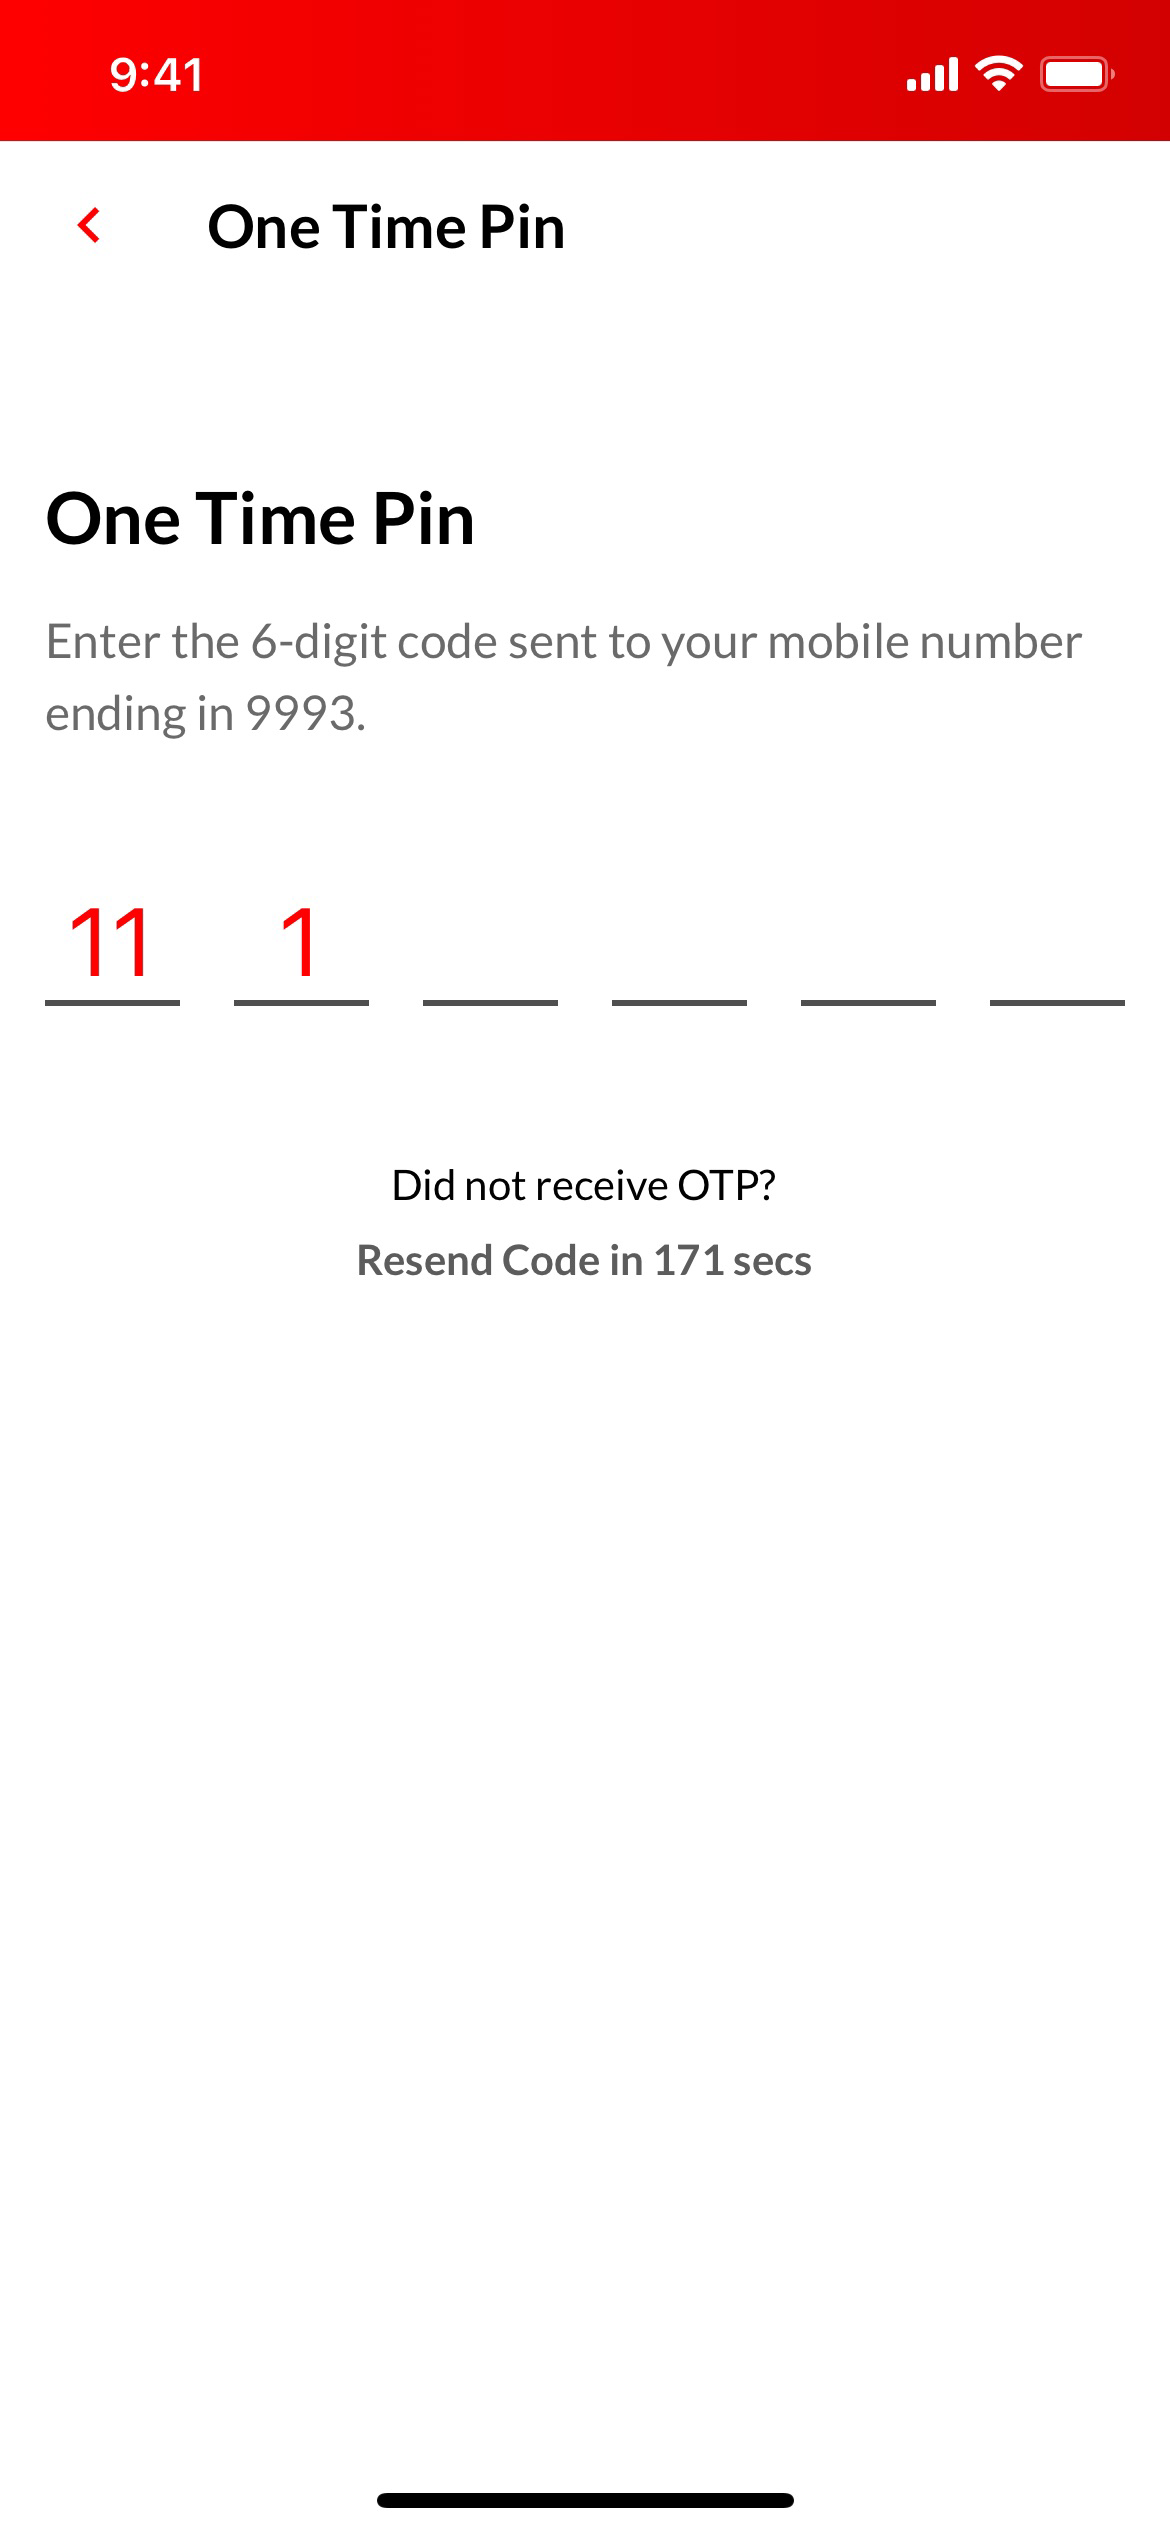 9:41
One Time Pin
One Time Pin
Enter the 6-digit code sent to your mobile number
ending in 9993.
11 1
Did not receive OTP?
Resend Code in 171 secs